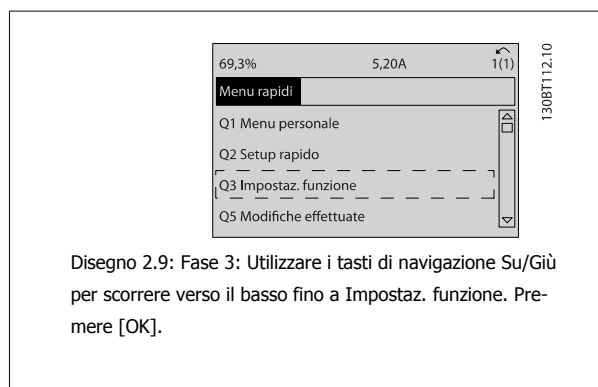 69,3% 5,20A 1(1)
Menu rapidi
Q1 Menu personale
Q2 Setup rapido
Q3 Impostaz. funzione
Q5 Modifiche effettuate
130BT112.10
Disegno 2.9: Fase 3: Utilizzare i tasti di navigazione Su/Giù
per scorrere verso il basso fino a Impostaz. funzione. Pre-
mere [OK].